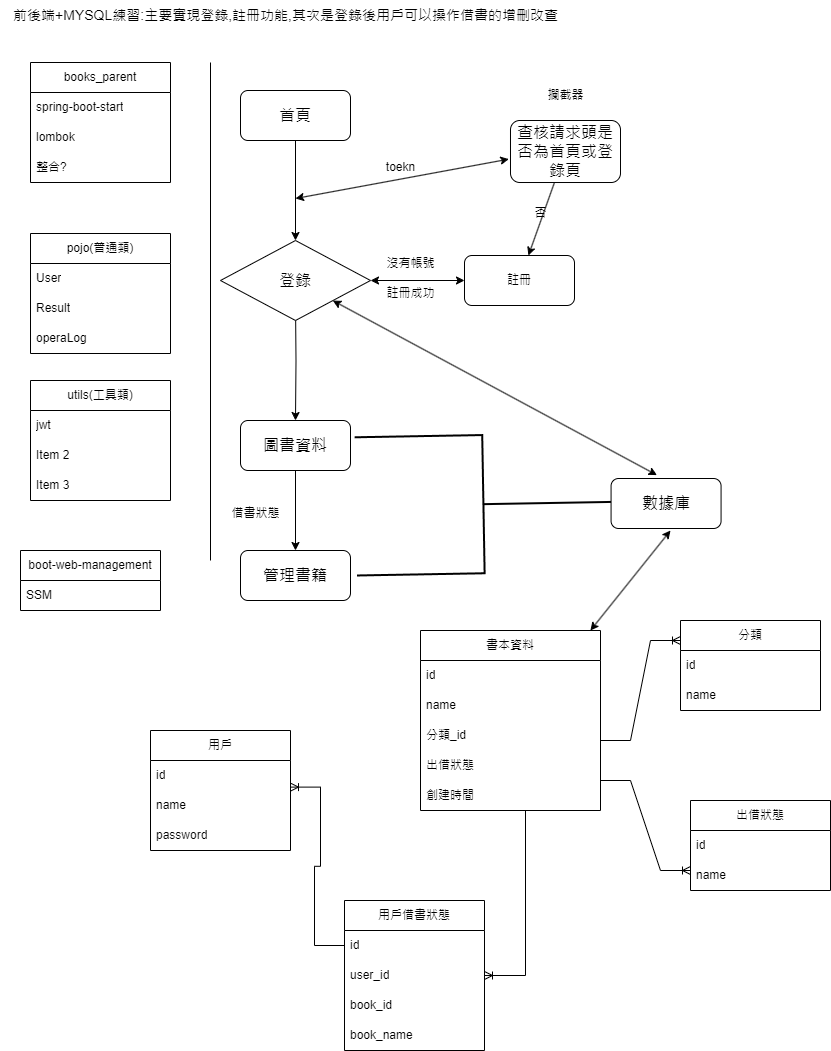 前後端+MYSQL練習:主要實現登錄,註冊功能,其次是登錄後用戶可以操作借書的增刪改查
books_parent
spring-boot-start
lombok
整合?
pojo(普通類)
User
Result
operaLog
utils(工具類)
jwt
Item 2
Item 3
boot-web-management
SSM
首頁
攔截器
查核請求頭是
否為首頁或登
錄頁
toekn
否
登錄
沒有帳號
註冊成功
註冊
圖書資料
借書狀態
管理書籍
數據庫
書本資料
id
name
分類_id
出借狀態
創建時間
分類
id
name
出借狀態
id
name
用戶
id
name
password
用戶借書狀態
id
user_id
book_id
book_name